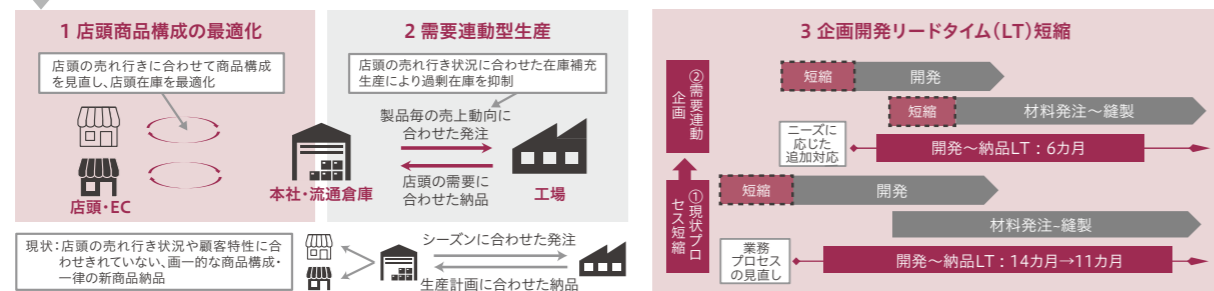 1 店頭商品構成の最適化
店頭の売れ行きに合わせて商品構成
を見直し、店頭在庫を最適化
店頭・EC
本社・流通倉庫
2 需要連動型生産
店頭の売れ行き状況に合わせた在庫補充
生産により過剰在庫を抑制
製品毎の売上動向に
合わせた発注
店頭の需要に
合わせた納品
工場
現状：店頭の売れ行き状況や顧客特性に合
わせされていない、画一的な商品構成・
一律の新商品納品
シーズンに合わせた発注
生産計画に合わせた納品
3 企画開発リードタイム（LT）短縮
②需要連動
企画
短縮
開発
短縮
材料発注〜縫製
ニーズに
応じた
追加対応
開発〜納品LT：6カ月
①現状プロ
セス短縮
短縮
開発
材料発注–縫製
業務
プロセス
の見直し
開発〜納品LT：14カ月→11カ月